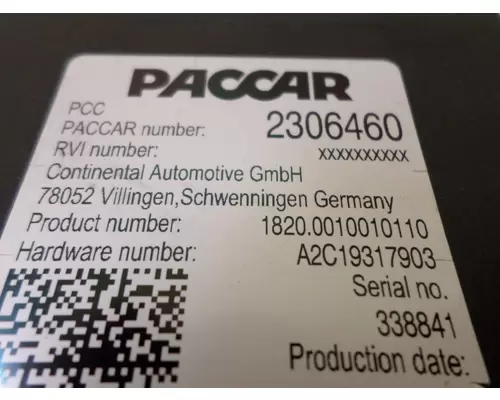 PACCAR
PCC
PACCAR number: 2306460
RVI number: xxxxxxxxxx
Continental Automotive GmbH
78052 Villingen,Schwenningen Germany
Product number: 1820.0010010110
Hardware number: A2C19317903
Serial no.
338841
Production date: